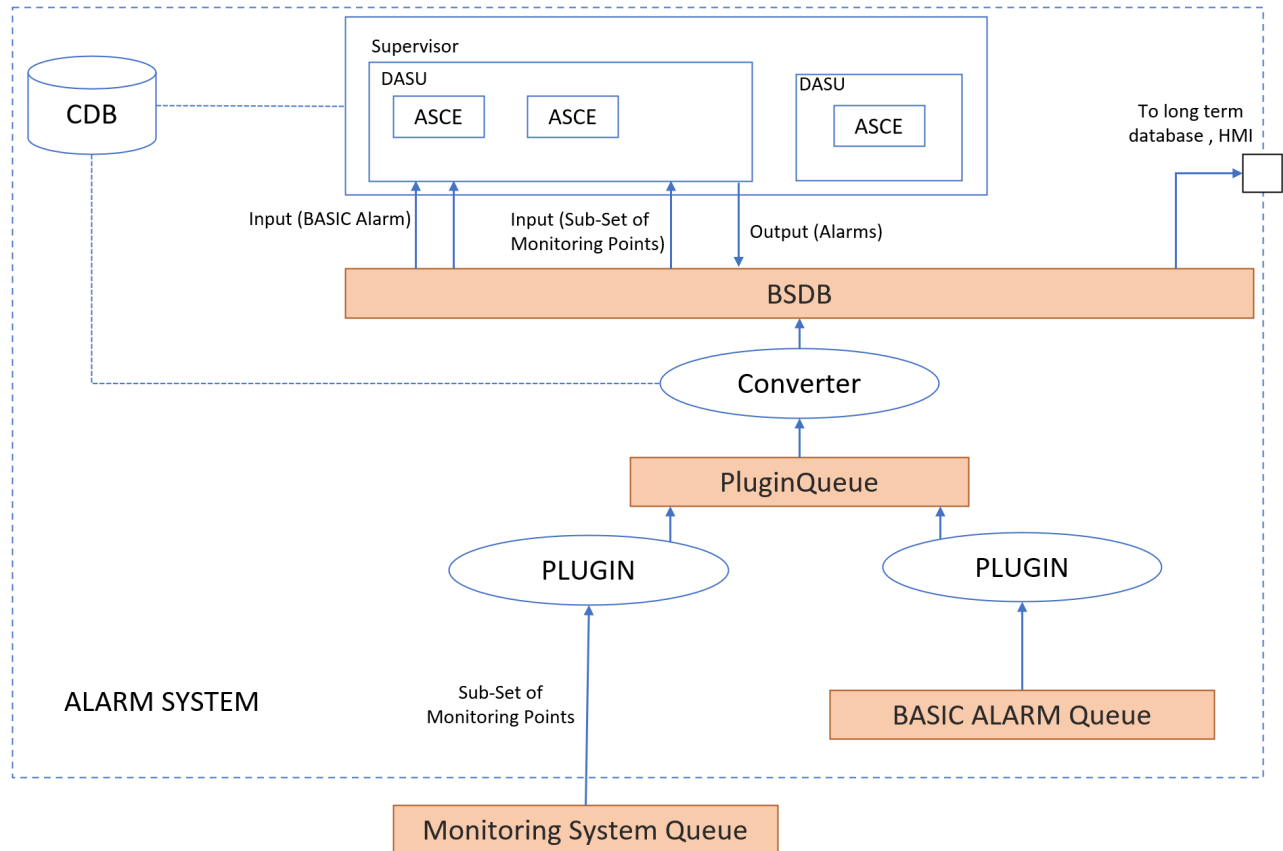 Supervisor
DASU
ASCE
ASCE
DASU
ASCE
CDB
To long term
database , HMI
Input (BASIC Alarm)
Input (Sub-Set of
Monitoring Points)
Output (Alarms)
BSDB
Converter
PluginQueue
PLUGIN
PLUGIN
ALARM SYSTEM
Sub-Set of
Monitoring Points
BASIC ALARM Queue
Monitoring System Queue